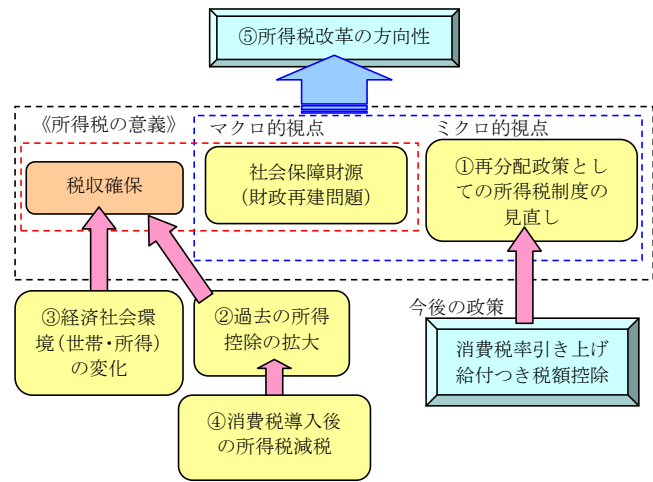 ⑤所得税改革の方向性
《所得税の意義》
マクロ的視点
ミクロ的視点
税収確保
社会保障財源
(財政再建問題)
①再分配政策とし
ての所得税制度の
見直し
③経済社会環
境(世帯・所得)
の変化
②過去の所得
控除の拡大
今後の政策
消費税率引き上げ
給付つき税額控除
④消費税導入後
の所得税減税